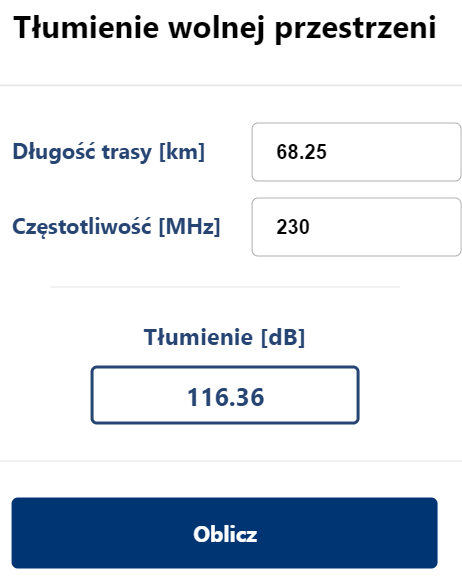 Tłumienie wolnej przestrzeni
Długość trasy [km] 68.25
Częstotliwość [MHz] 230
Tłumienie [dB]
116.36
Oblicz